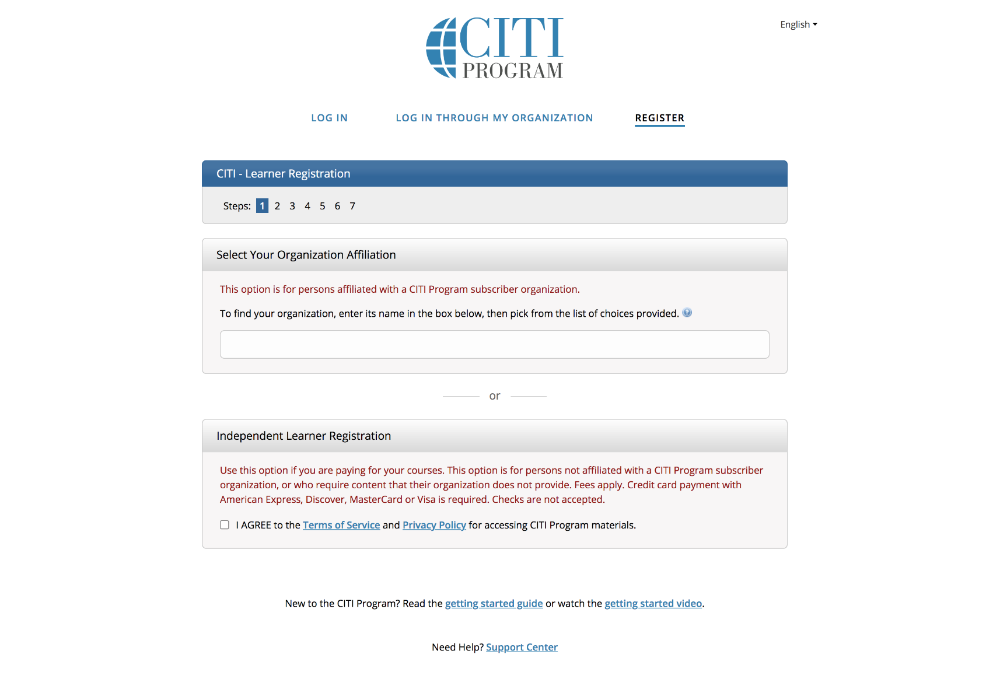 CITI
PROGRAM
English
LOG IN
LOG IN THROUGH MY ORGANIZATION
REGISTER
CITI - Learner Registration
Steps: 1 2 3 4 5 6 7
Select Your Organization Affiliation
This option is for persons affiliated with a CITI Program subscriber organization.
To find your organization, enter its name in the box below, then pick from the list of choices provided. ?
or
Independent Learner Registration
Use this option if you are paying for your courses. This option is for persons not affiliated with a CITI Program subscriber
organization, or who require content that their organization does not provide. Fees apply. Credit card payment with
American Express, Discover, MasterCard or Visa is required. Checks are not accepted.
I AGREE to the Terms of Service and Privacy Policy for accessing CITI Program materials.
New to the CITI Program? Read the getting started guide or watch the getting started video.
Need Help? Support Center